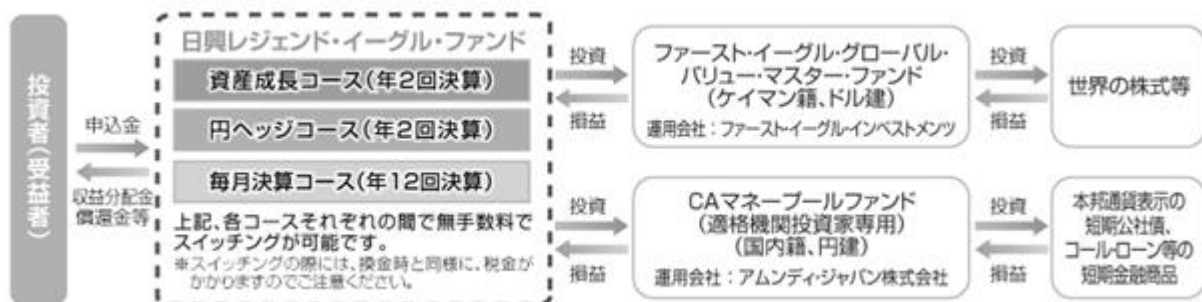 投資者(受益者)
申込金
収益分配金
償還金等
日興レジェンド・イーグル・ファンド
資産成長コース(年2回決算)
円ヘッジコース(年2回決算)
毎月決算コース(年12回決算)
上記、各コースそれぞれの間で無手数料で
スイッチングが可能です。
※スイッチングの際には、換金時と同様に、税金が
かかりますのでご注意ください。
投資
損益
ファースト・イーグル・グローバル・
バリュー・マスター・ファンド
(ケイマン籍、ドル建)
運用会社：ファースト・イーグル・インベストメンツ
投資
損益
世界の株式等
投資
損益
CAマネープールファンド
(適格機関投資家専用)
(国内籍、円建)
運用会社：アムンディ・ジャパン株式会社
投資
損益
本邦通貨表示の
短期公社債、
コール・ローン等の
短期金融商品